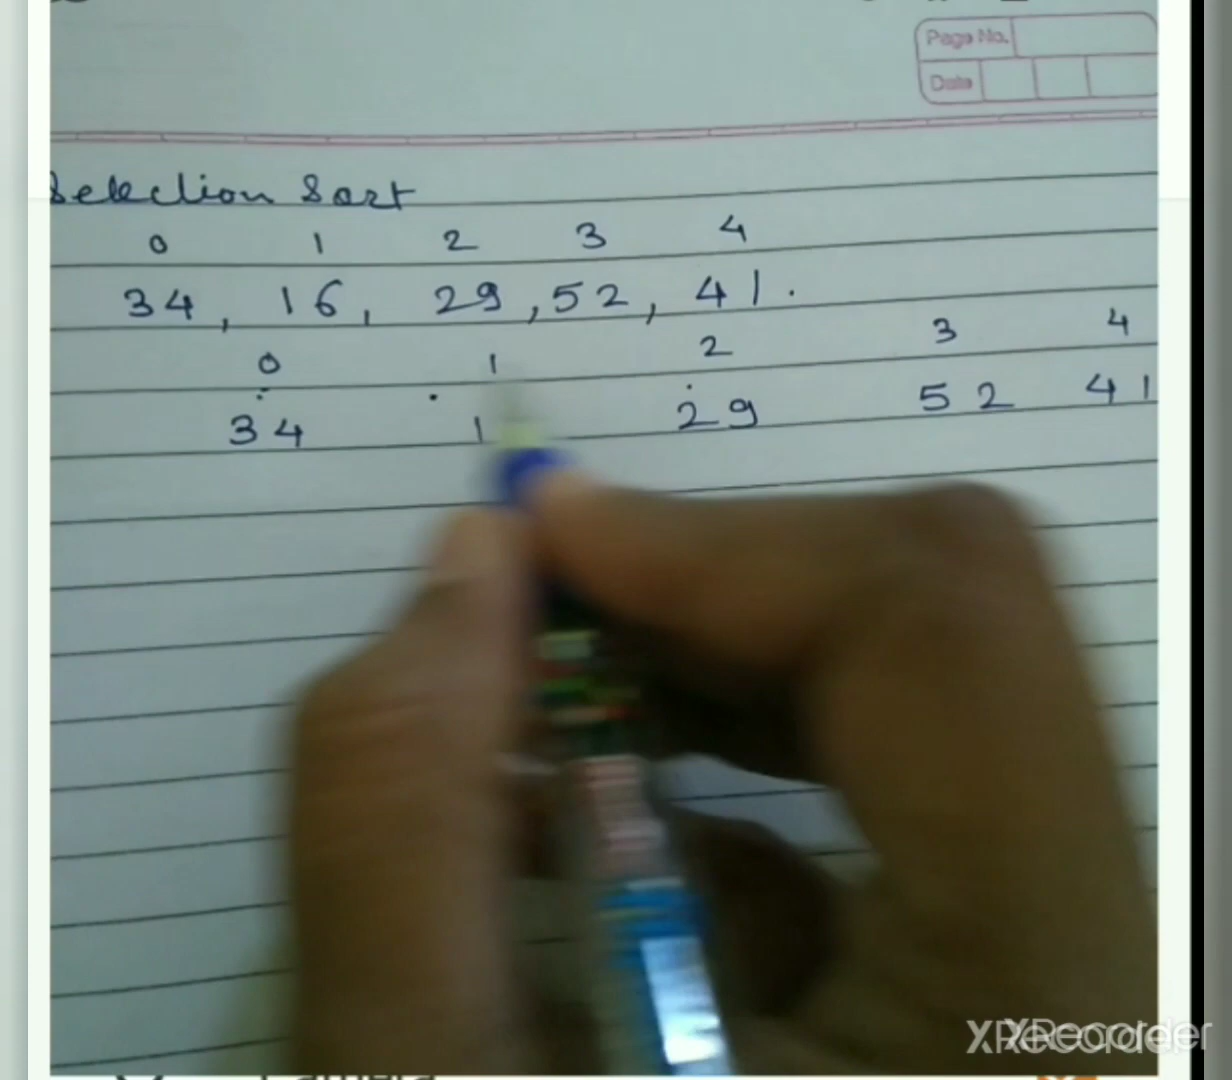 Page No.
Date
Selection Sort
0 1 2 3 4
34, 16, 29, 52, 41.
0 1 2 3 4
34 1 29 52 41
XRecorder